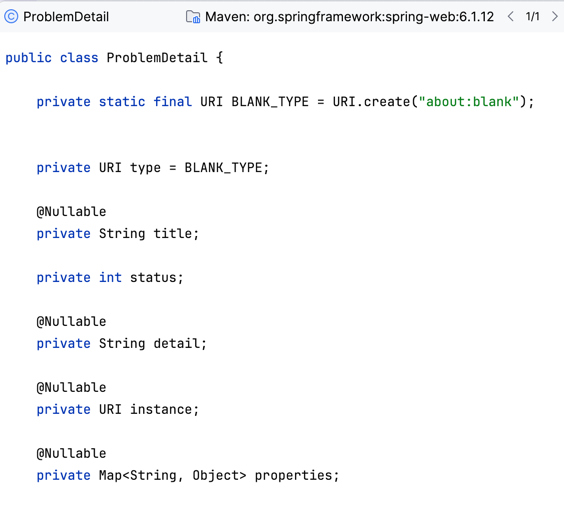 ProblemDetail Maven: org.springframework:spring-web:6.1.12 1/1
public class ProblemDetail {
private static final URI BLANK_TYPE = URI.create("about:blank");
private URI type = BLANK_TYPE;
@Nullable
private String title;
private int status;
@Nullable
private String detail;
@Nullable
private URI instance;
@Nullable
private Map<String, Object> properties;